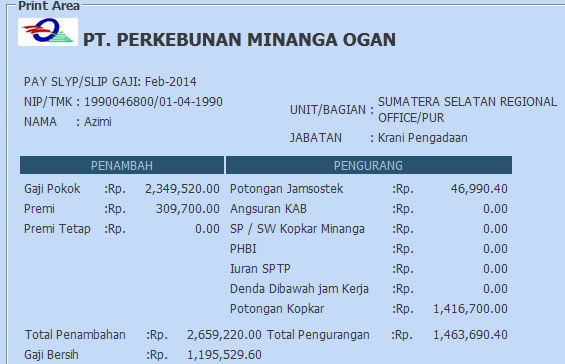 Print Area
PT. PERKEBUNAN MINANGA OGAN
PAY SLYP/SLIP GAJI: Feb-2014
NIP/TMK : 1990046800/01-04-1990
NAMA : Azimi
UNIT/BAGIAN : SUMATERA SELATAN REGIONAL
OFFICE/PUR
JABATAN : Krani Pengadaan
PENAMBAH PENGURANG
Gaji Pokok :Rp. 2,349,520.00 Potongan Jamsostek :Rp. 46,990.40
Premi :Rp. 309,700.00 Angsuran KAB :Rp. 0.00
Premi Tetap :Rp. 0.00 SP / SW Kopkar Minanga :Rp. 0.00
PHBI :Rp. 0.00
Iuran SPTP :Rp. 0.00
Denda Dibawah jam Kerja :Rp. 0.00
Potongan Kopkar :Rp. 1,416,700.00
Total Penambahan :Rp. 2,659,220.00 Total Pengurangan :Rp. 1,463,690.40
Gaji Bersih :Rp. 1,195,529.60